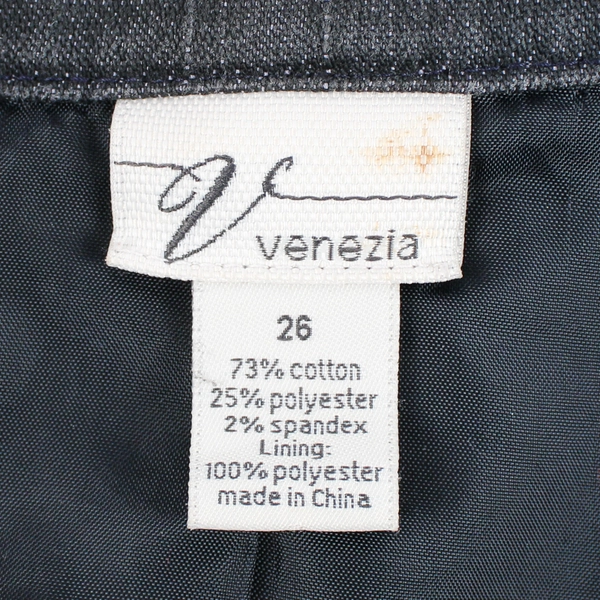 V
venezia
26
73% cotton
25% polyester
2% spandex
Lining:
100% polyester
made in China